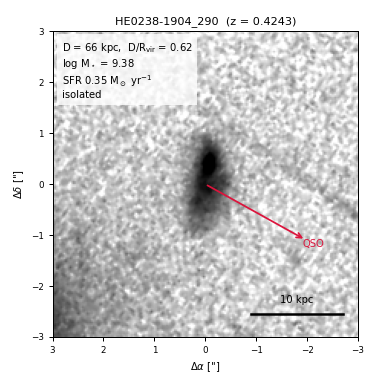 HE0238-1904_290 (z = 0.4243)
D = 66 kpc, D/Rvir = 0.62
log M⋆ = 9.38
SFR 0.35 M⊙ yr⁻¹
isolated
3
2
1
0
−1
−2
−3
Δδ ["]
QSO
10 kpc
3 2 1 0 −1 −2 −3
Δα ["]